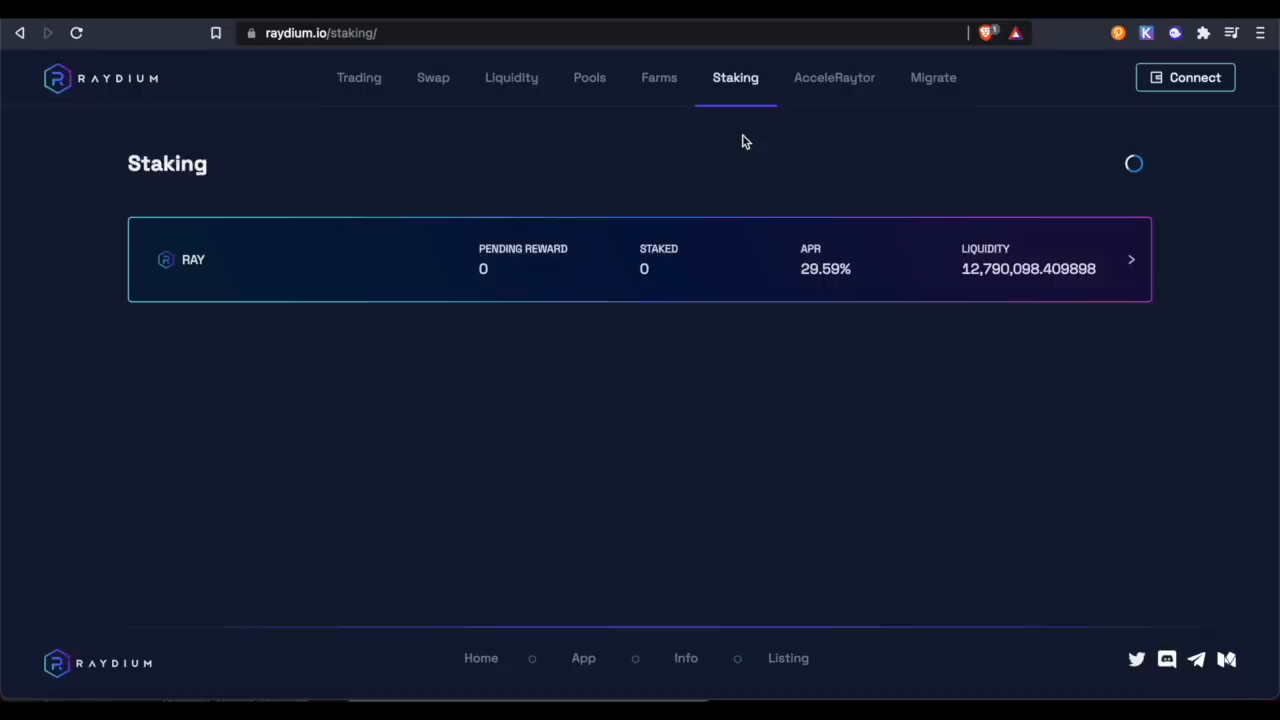 raydium.io/staking/
RAYDIUM Trading Swap Liquidity Pools Farms Staking AcceleRaytor Migrate Connect
Staking
RAY
PENDING REWARD STAKED APR LIQUIDITY
0 0 29.59% 12,790,098.409898
RAYDIUM Home App Info Listing